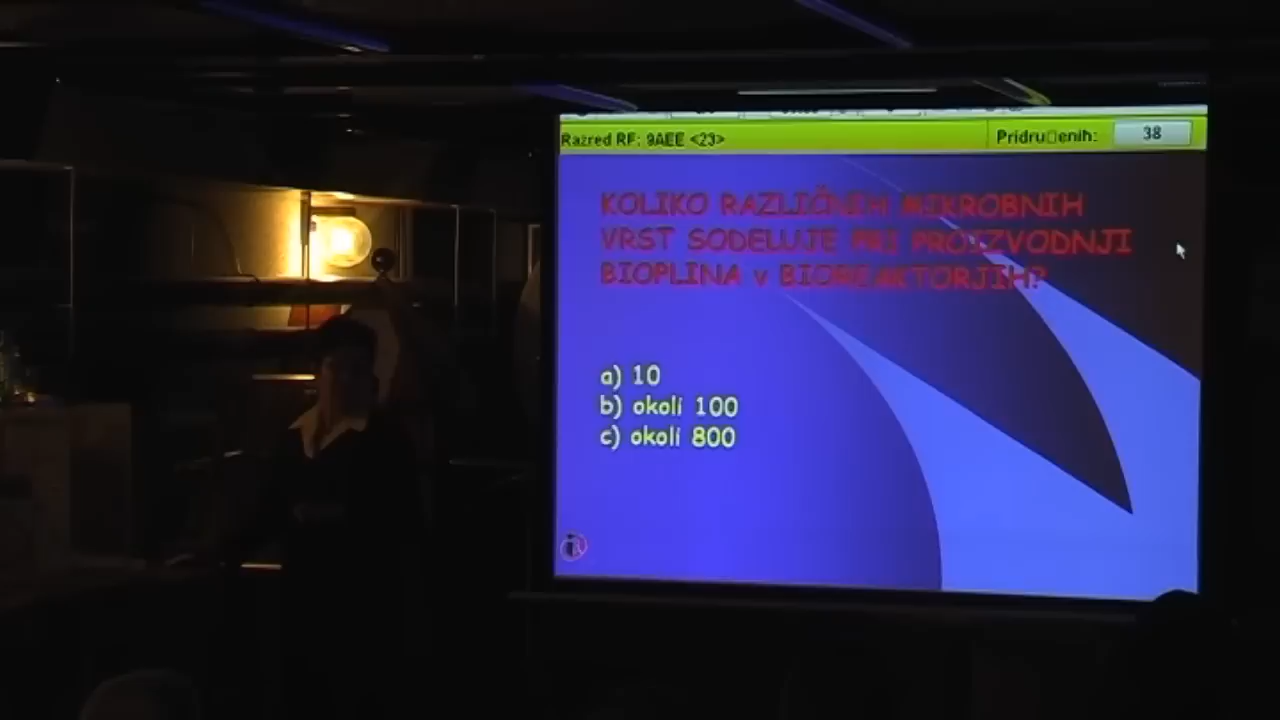 Razred RF: 9AEE <23>
Pridru□enih: 38
KOLIKO RAZLIČNIH MIKROBNIH
VRST SODELUJE PRI PROIZVODNJI
BIOPLINA v BIOREAKTORJIH?
a) 10
b) okoli 100
c) okoli 800